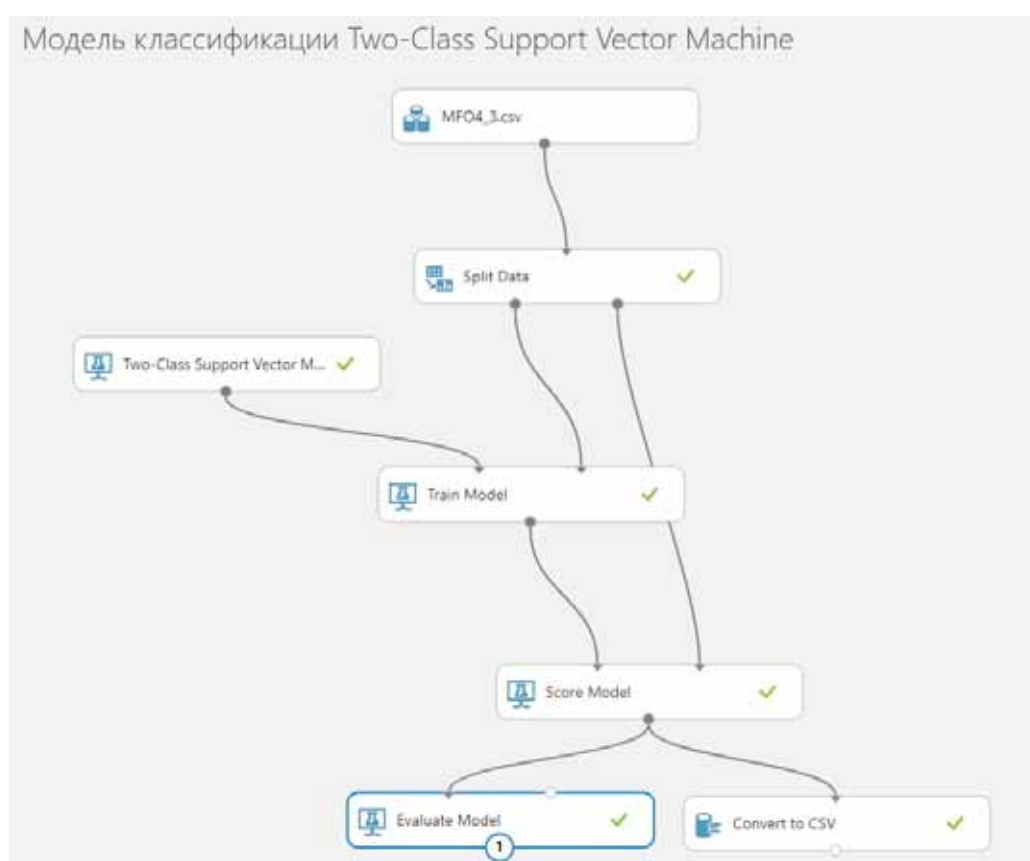 Модель классификации Two-Class Support Vector Machine
MFO4_3.csv
Split Data
Two-Class Support Vector M...
Train Model
Score Model
Evaluate Model
1
Convert to CSV